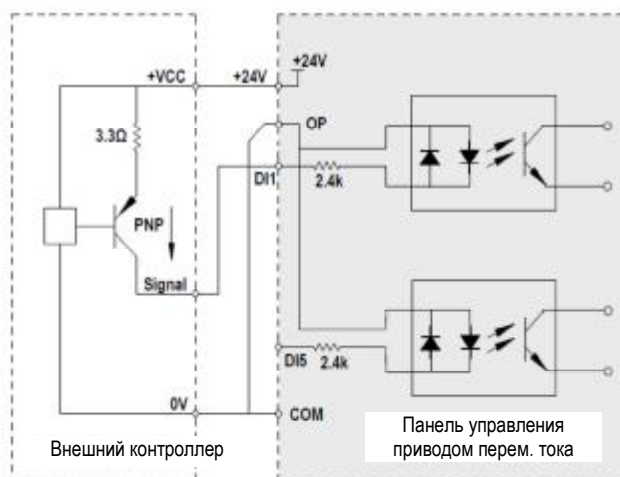 +24V
+VCC
+24V
OP
3.3Ω
DI1
2.4k
PNP
Signal
DI5
2.4k
0V
COM
Внешний контроллер
Панель управления
приводом перем. тока